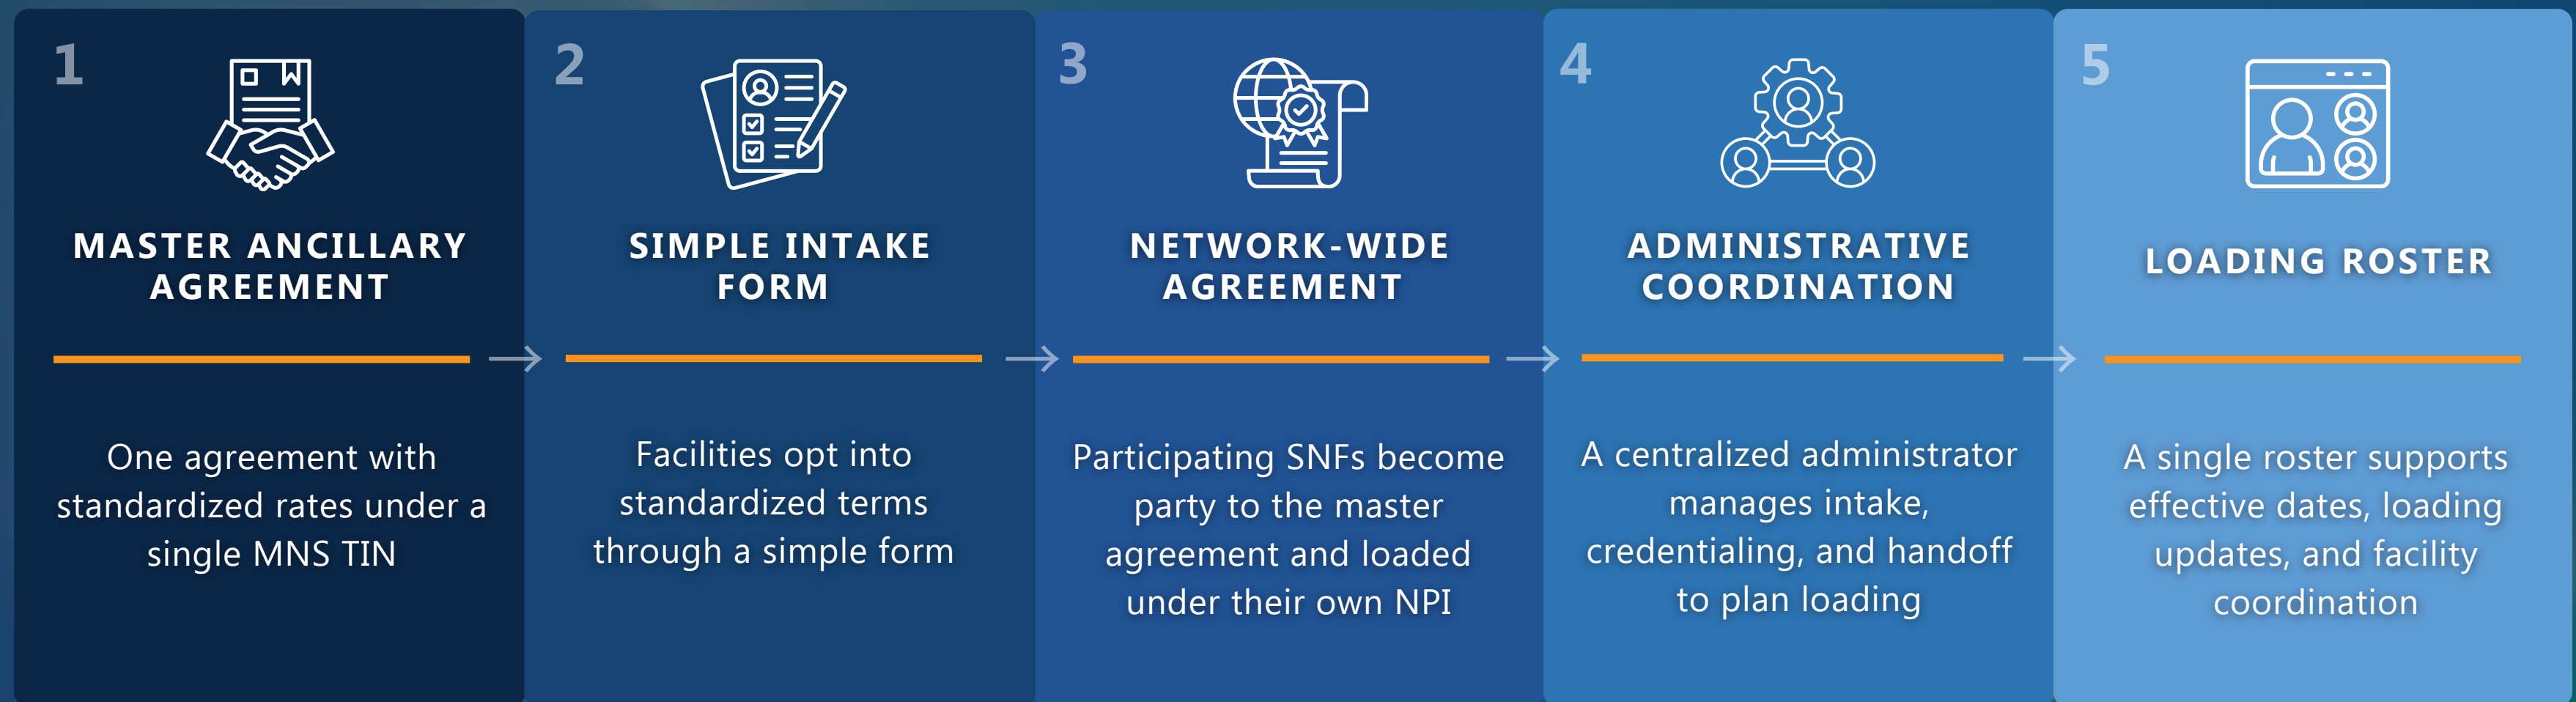 1
MASTER ANCILLARY
AGREEMENT
One agreement with
standardized rates under a
single MNS TIN
2
SIMPLE INTAKE
FORM
Facilities opt into
standardized terms
through a simple form
3
NETWORK-WIDE
AGREEMENT
Participating SNFs become
party to the master
agreement and loaded
under their own NPI
4
ADMINISTRATIVE
COORDINATION
A centralized administrator
manages intake,
credentialing, and handoff
to plan loading
5
LOADING ROSTER
A single roster supports
effective dates, loading
updates, and facility
coordination